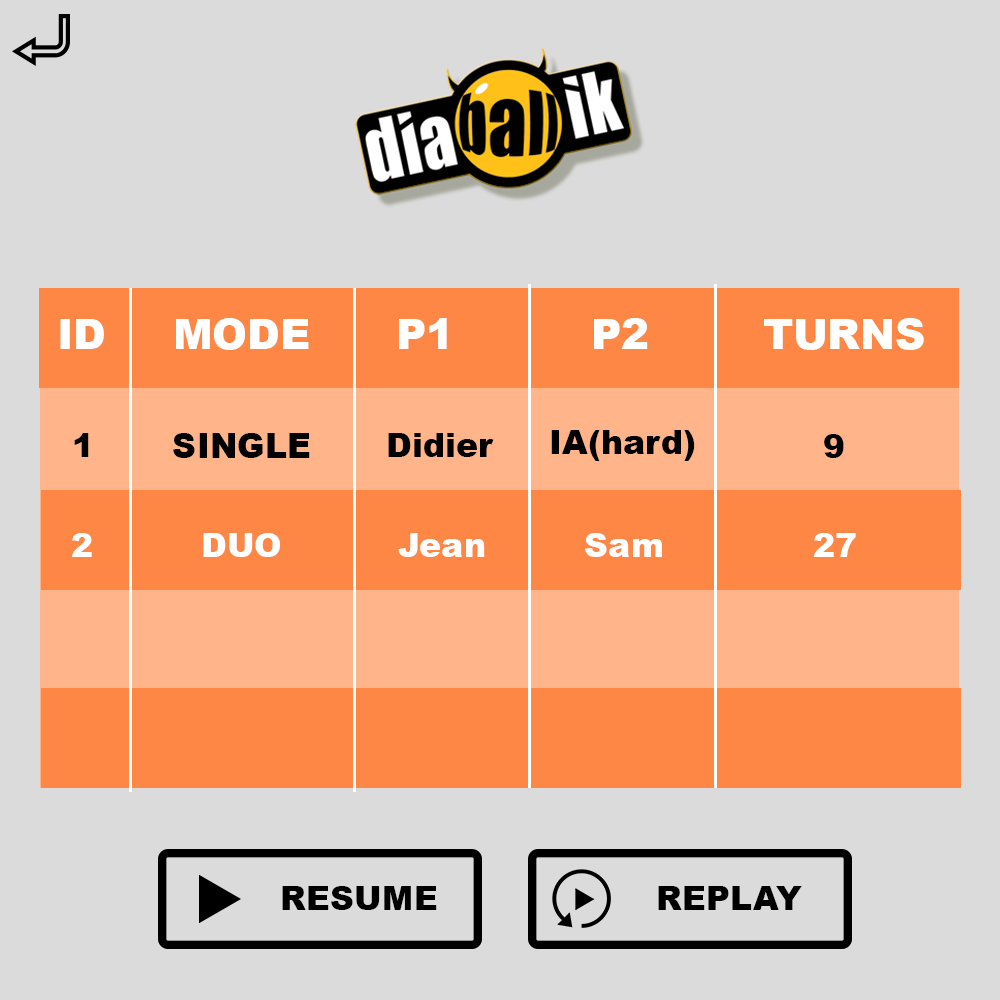 diaballik
ID MODE P1 P2 TURNS
1 SINGLE Didier IA(hard) 9
2 DUO Jean Sam 27
RESUME REPLAY